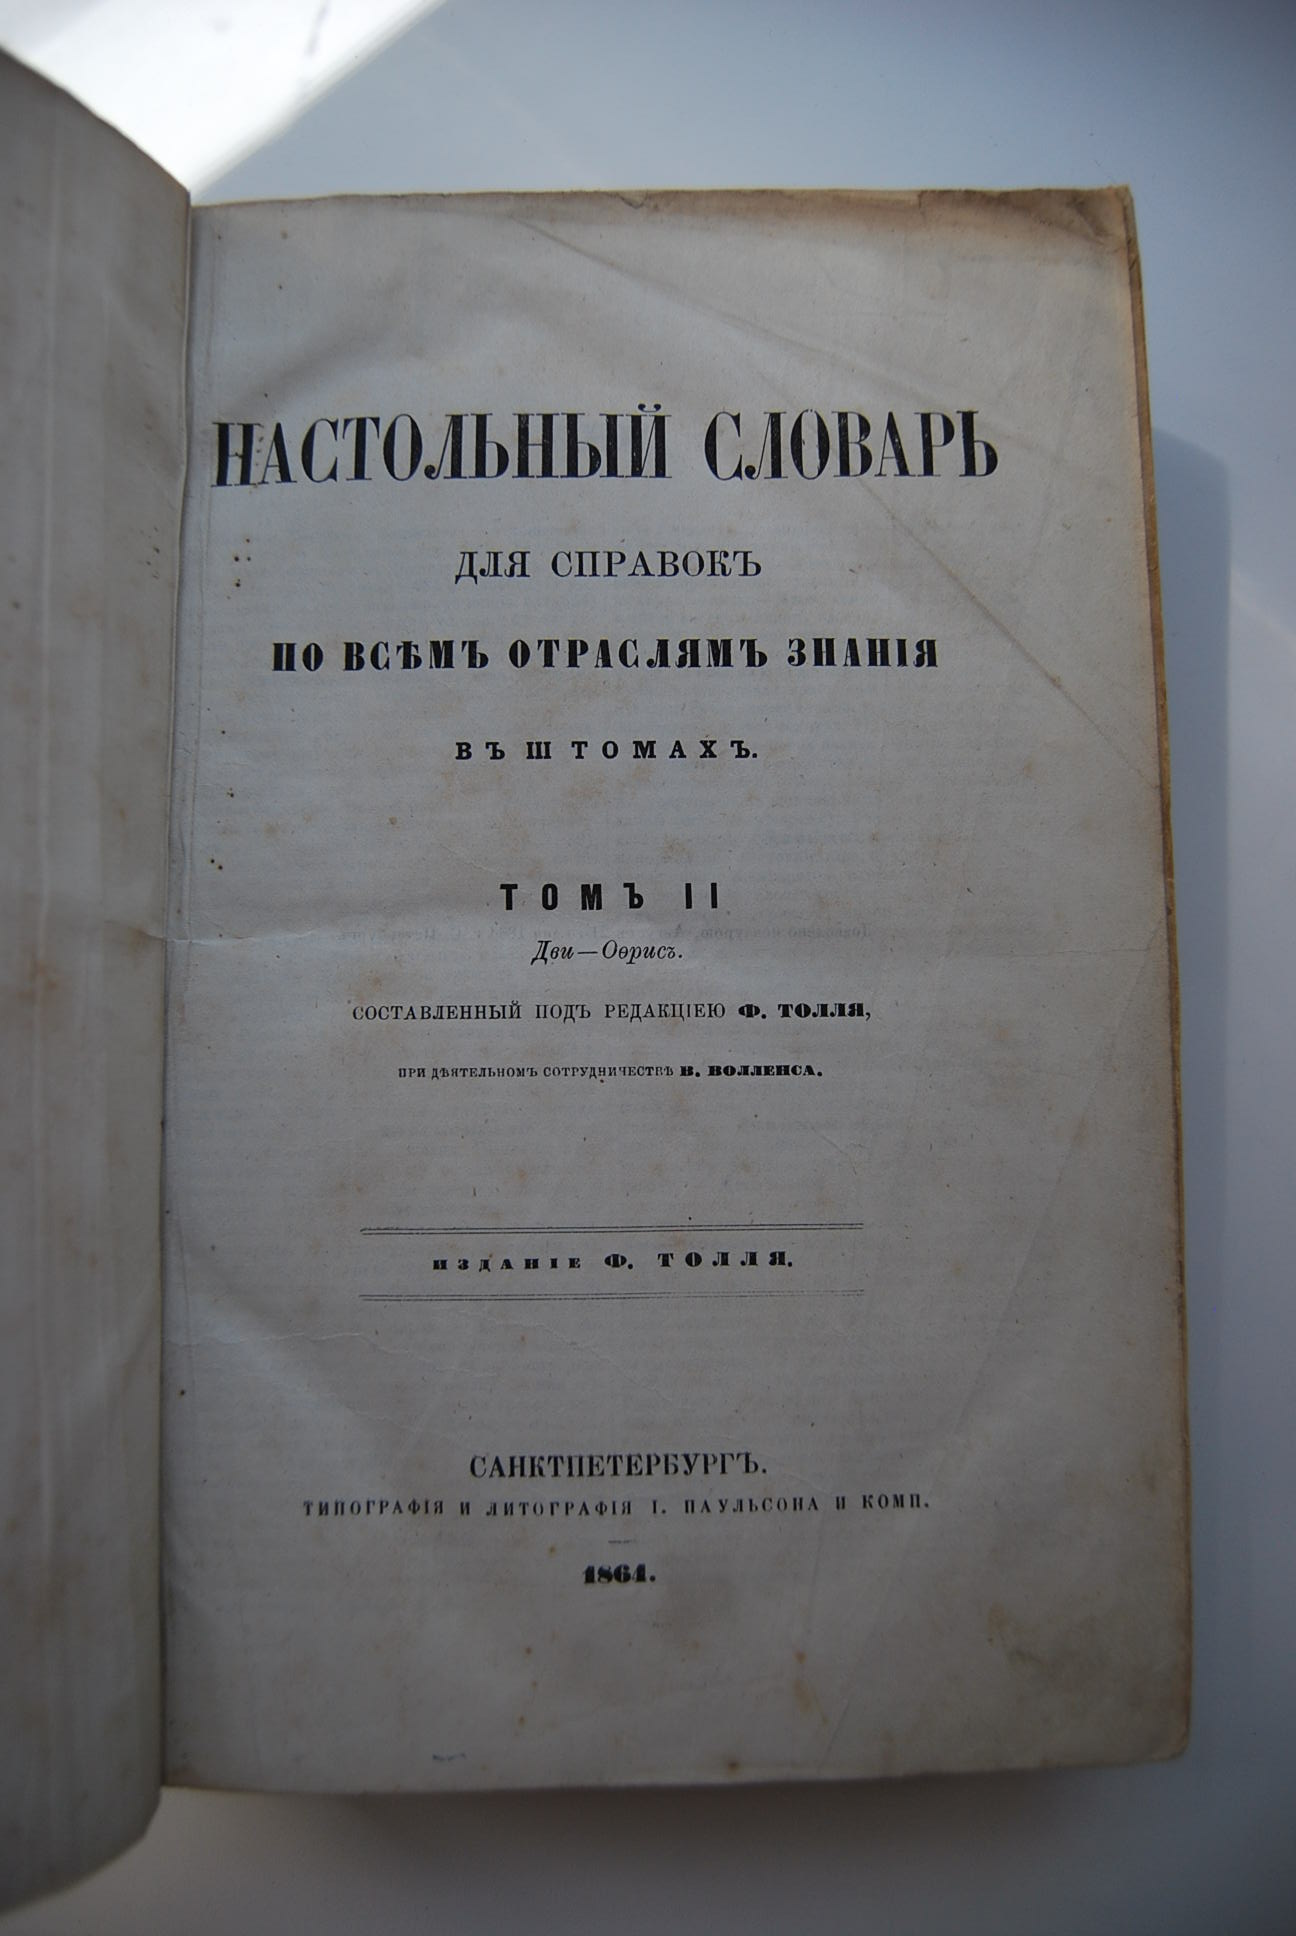 НАСТОЛЬНЫЙ СЛОВАРЬ
ДЛЯ СПРАВОКЪ
ПО ВСѢМЪ ОТРАСЛЯМЪ ЗНАНІЯ
ВЪ III ТОМАХЪ.
ТОМЪ II
Дви—Оѳрисъ.
СОСТАВЛЕННЫЙ ПОДЪ РЕДАКЦІЕЮ Ф. ТОЛЛЯ,
ПРИ ДѢЯТЕЛЬНОМЪ СОТРУДНИЧЕСТВѢ В. ВОЛЛЕНСА.
ИЗДАНІЕ Ф. ТОЛЛЯ.
САНКТПЕТЕРБУРГЪ.
ТИПОГРАФІЯ И ЛИТОГРАФІЯ І. ПАУЛЬСОНА И КОМП.
1864.